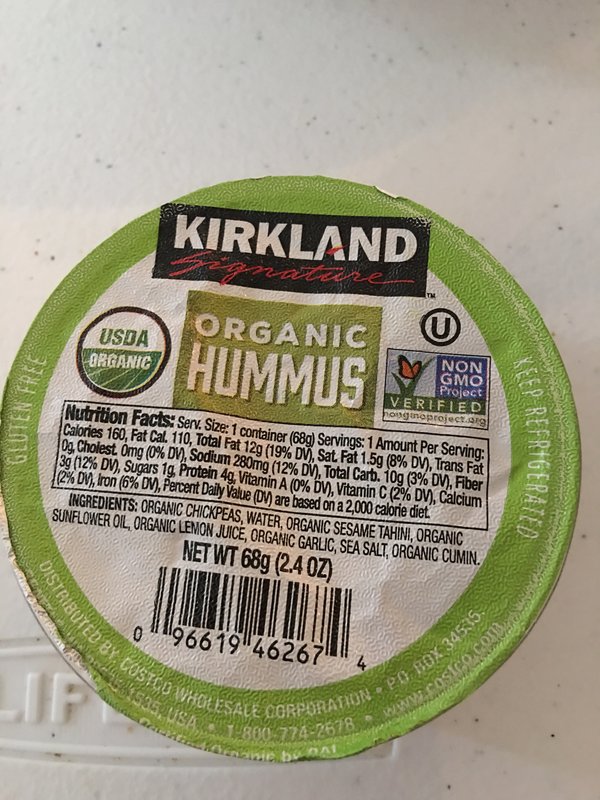 KIRKLAND
Signature
™
ORGANIC
HUMMUS
USDA
ORGANIC
U
NON
GMO
Project
VERIFIED
nongmoproject.org
GLUTEN FREE
KEEP REFRIGERATED
Nutrition Facts: Serv. Size: 1 container (68g) Servings: 1 Amount Per Serving:
Calories 160, Fat Cal. 110, Total Fat 12g (19% DV), Sat. Fat 1.5g (8% DV), Trans Fat
0g, Cholest. 0mg (0% DV), Sodium 280mg (12% DV), Total Carb. 10g (3% DV), Fiber
3g (12% DV), Sugars 1g, Protein 4g, Vitamin A (0% DV), Vitamin C (2% DV), Calcium
(2% DV), Iron (6% DV), Percent Daily Value (DV) are based on a 2,000 calorie diet.
INGREDIENTS: ORGANIC CHICKPEAS, WATER, ORGANIC SESAME TAHINI, ORGANIC
SUNFLOWER OIL, ORGANIC LEMON JUICE, ORGANIC GARLIC, SEA SALT, ORGANIC CUMIN.
NET WT 68g (2.4 OZ)
0 96619 46267 4
DISTRIBUTED BY: COSTCO WHOLESALE CORPORATION • P.O. BOX 34535,
USA • 1-800-774-2678 • www.costco.com
Organic by
LIF